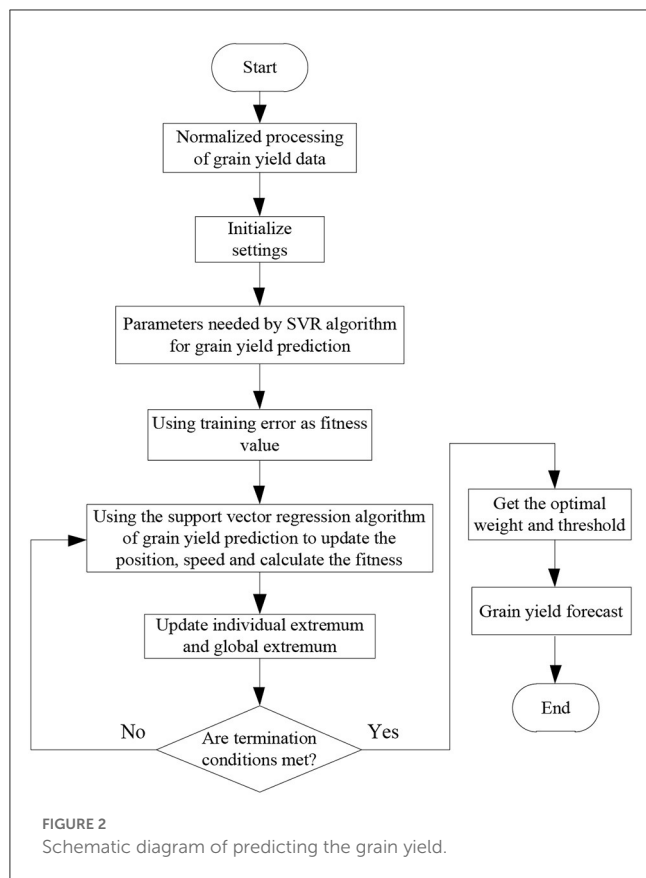 Start
Normalized processing
of grain yield data
Initialize
settings
Parameters needed by SVR algorithm
for grain yield prediction
Using training error as fitness
value
Using the support vector regression algorithm
of grain yield prediction to update the
position, speed and calculate the fitness
Update individual extremum
and global extremum
No
Are termination
conditions met?
Yes
Get the optimal
weight and threshold
Grain yield forecast
End
FIGURE 2
Schematic diagram of predicting the grain yield.